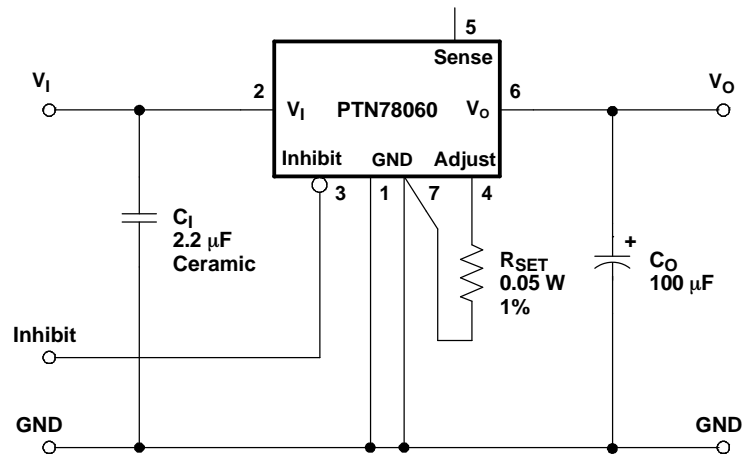 5
Sense
V_I
2
6
V_O
V_I
PTN78060
V_O
Inhibit
GND
Adjust
3
1
7
4
C_I
2.2 μF
Ceramic
R_SET
0.05 W
1%
+
C_O
100 μF
Inhibit
GND
GND